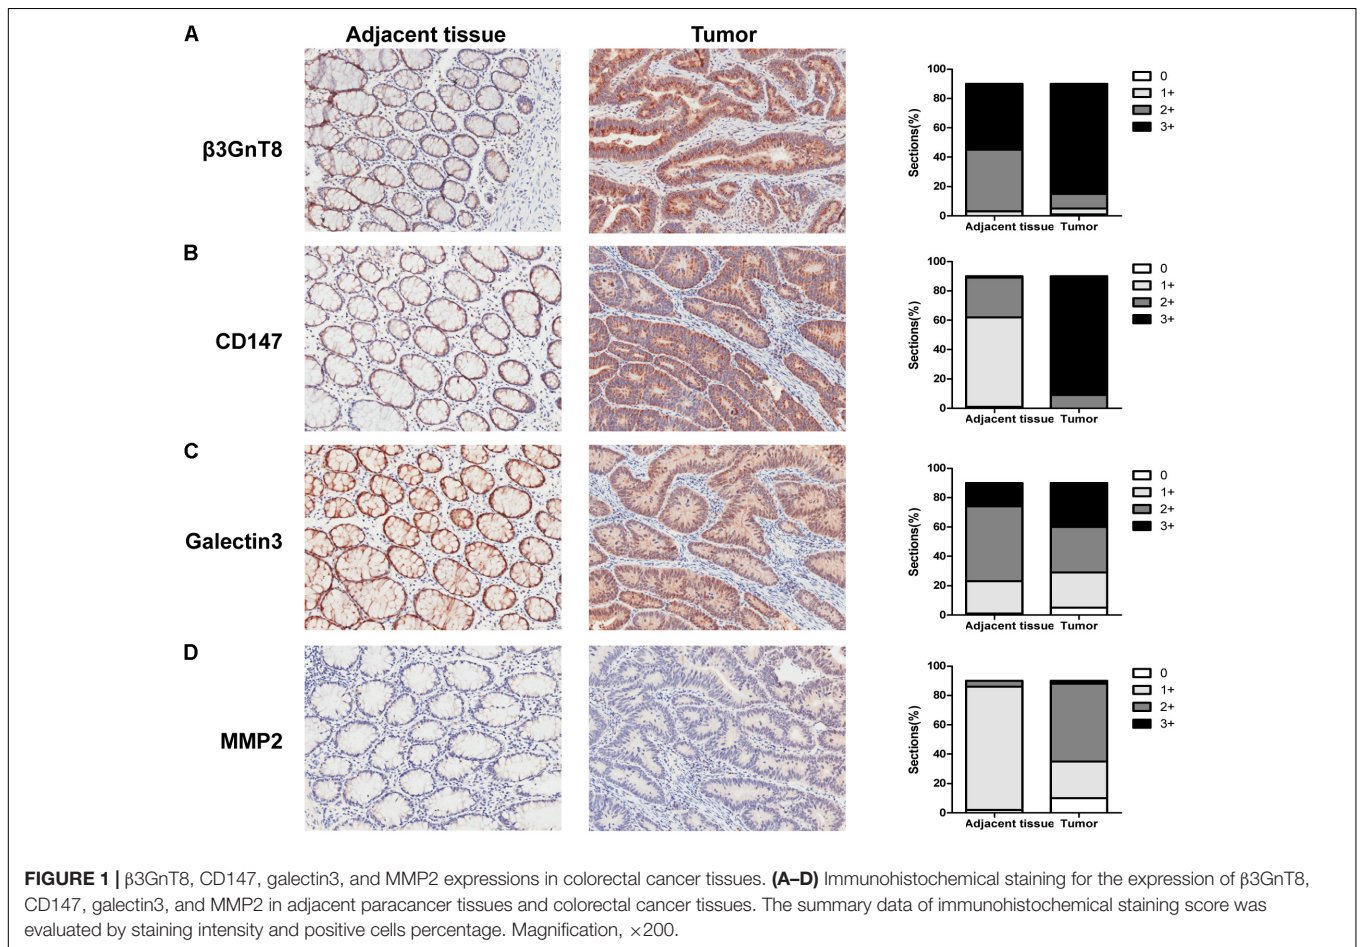 A
Adjacent tissue
Tumor
β3GnT8
Sections(%)
100
80
60
40
20
0
Adjacent tissue
Tumor
0
1+
2+
3+
B
CD147
Sections(%)
100
80
60
40
20
0
Adjacent tissue
Tumor
0
1+
2+
3+
C
Galectin3
Sections(%)
100
80
60
40
20
0
Adjacent tissue
Tumor
0
1+
2+
3+
D
MMP2
Sections(%)
100
80
60
40
20
0
Adjacent tissue
Tumor
0
1+
2+
3+
FIGURE 1 | β3GnT8, CD147, galectin3, and MMP2 expressions in colorectal cancer tissues. (A–D) Immunohistochemical staining for the expression of β3GnT8,
CD147, galectin3, and MMP2 in adjacent paracancer tissues and colorectal cancer tissues. The summary data of immunohistochemical staining score was
evaluated by staining intensity and positive cells percentage. Magnification, ×200.